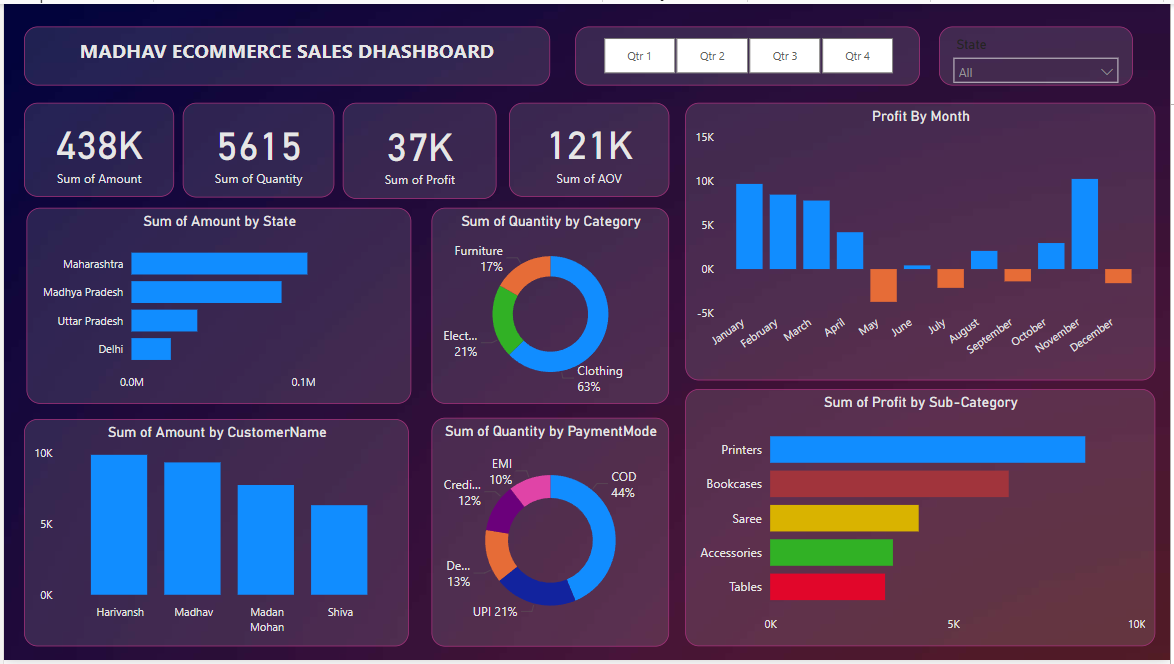 MADHAV ECOMMERCE SALES DHASHBOARD
Qtr 1
Qtr 2
Qtr 3
Qtr 4
State
All
438K
Sum of Amount
5615
Sum of Quantity
37K
Sum of Profit
121K
Sum of AOV
Profit By Month
15K
10K
5K
0K
-5K
January
February
March
April
May
June
July
August
September
October
November
December
Sum of Amount by State
Maharashtra
Madhya Pradesh
Uttar Pradesh
Delhi
0.0M
0.1M
Sum of Quantity by Category
Furniture
17%
Elect...
21%
Clothing
63%
Sum of Profit by Sub-Category
Printers
Bookcases
Saree
Accessories
Tables
0K
5K
10K
Sum of Amount by CustomerName
10K
5K
0K
Harivansh
Madhav
Madan
Mohan
Shiva
Sum of Quantity by PaymentMode
EMI
10%
COD
44%
Credi...
12%
De...
13%
UPI 21%